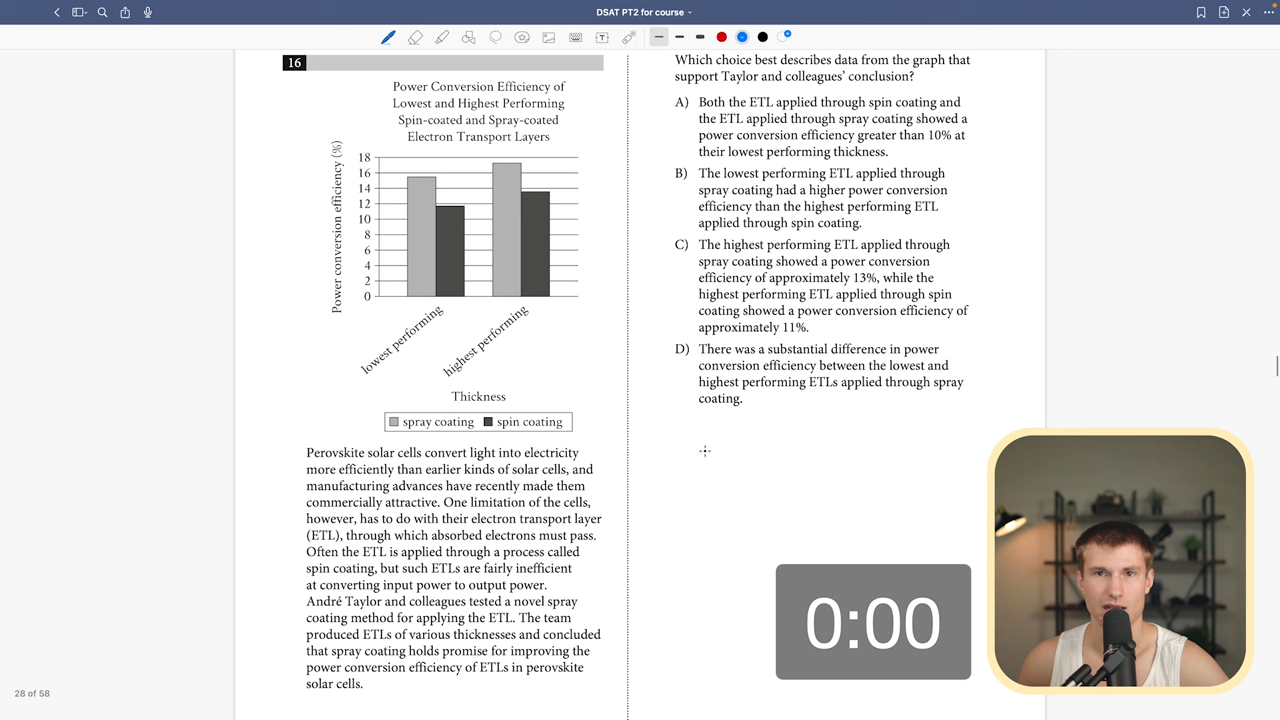 DSAT PT2 for course
16
Power Conversion Efficiency of
Lowest and Highest Performing
Spin-coated and Spray-coated
Electron Transport Layers
Power conversion efficiency (%)
18
16
14
12
10
8
6
4
2
0
lowest performing
highest performing
Thickness
spray coating
spin coating
Perovskite solar cells convert light into electricity
more efficiently than earlier kinds of solar cells, and
manufacturing advances have recently made them
commercially attractive. One limitation of the cells,
however, has to do with their electron transport layer
(ETL), through which absorbed electrons must pass.
Often the ETL is applied through a process called
spin coating, but such ETLs are fairly inefficient
at converting input power to output power.
André Taylor and colleagues tested a novel spray
coating method for applying the ETL. The team
produced ETLs of various thicknesses and concluded
that spray coating holds promise for improving the
power conversion efficiency of ETLs in perovskite
solar cells.
Which choice best describes data from the graph that
support Taylor and colleagues’ conclusion?
A) Both the ETL applied through spin coating and
the ETL applied through spray coating showed a
power conversion efficiency greater than 10% at
their lowest performing thickness.
B) The lowest performing ETL applied through
spray coating had a higher power conversion
efficiency than the highest performing ETL
applied through spin coating.
C) The highest performing ETL applied through
spray coating showed a power conversion
efficiency of approximately 13%, while the
highest performing ETL applied through spin
coating showed a power conversion efficiency of
approximately 11%.
D) There was a substantial difference in power
conversion efficiency between the lowest and
highest performing ETLs applied through spray
coating.
0:00
28 of 58